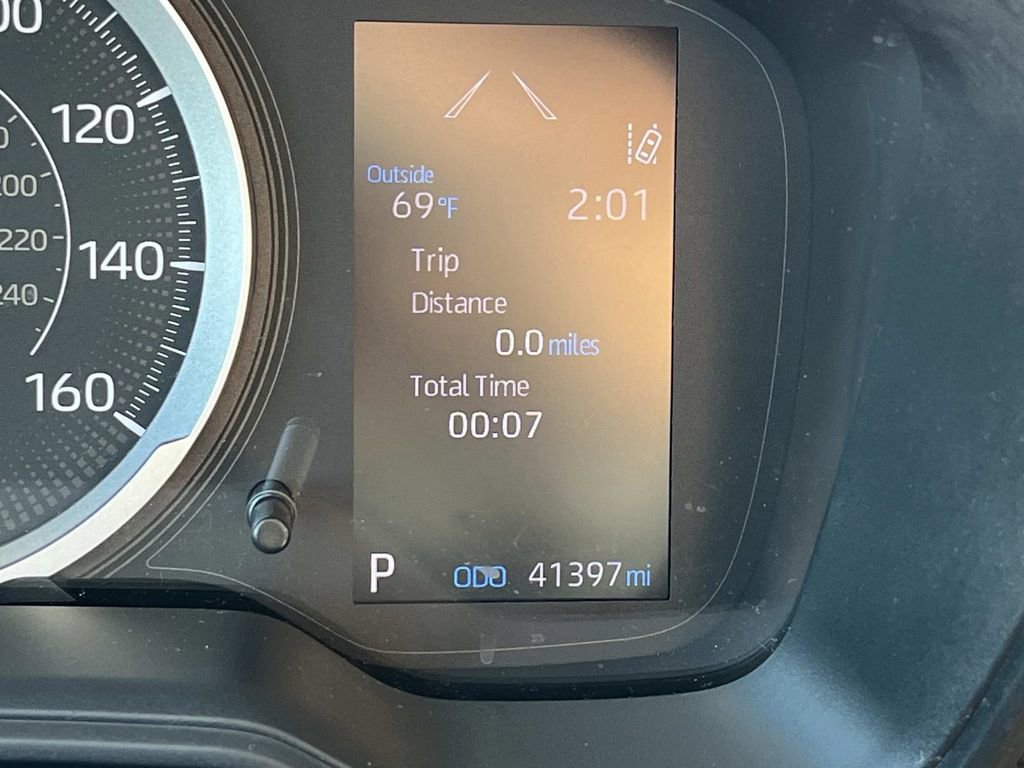 120
200
220
140
240
160
Outside
69°F
2:01
Trip
Distance
0.0 miles
Total Time
00:07
P
ODO 41397 mi